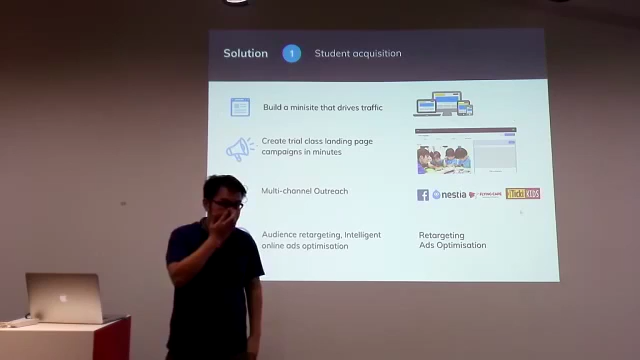 Solution 1 Student acquisition
Build a minisite that drives traffic
Create trial class landing page
campaigns in minutes
Multi-channel Outreach
nestia
FLYING CAPE
KIDS
Audience retargeting, Intelligent
online ads optimisation
Retargeting
Ads Optimisation